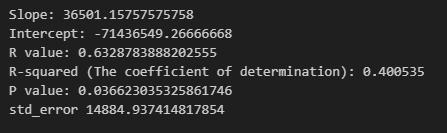 Slope: 36501.15757575758
Intercept: -71436549.26666668
R value: 0.6328783888202555
R-squared (The coefficient of determination): 0.400535
P value: 0.036623035325861746
std_error 14884.937414817854